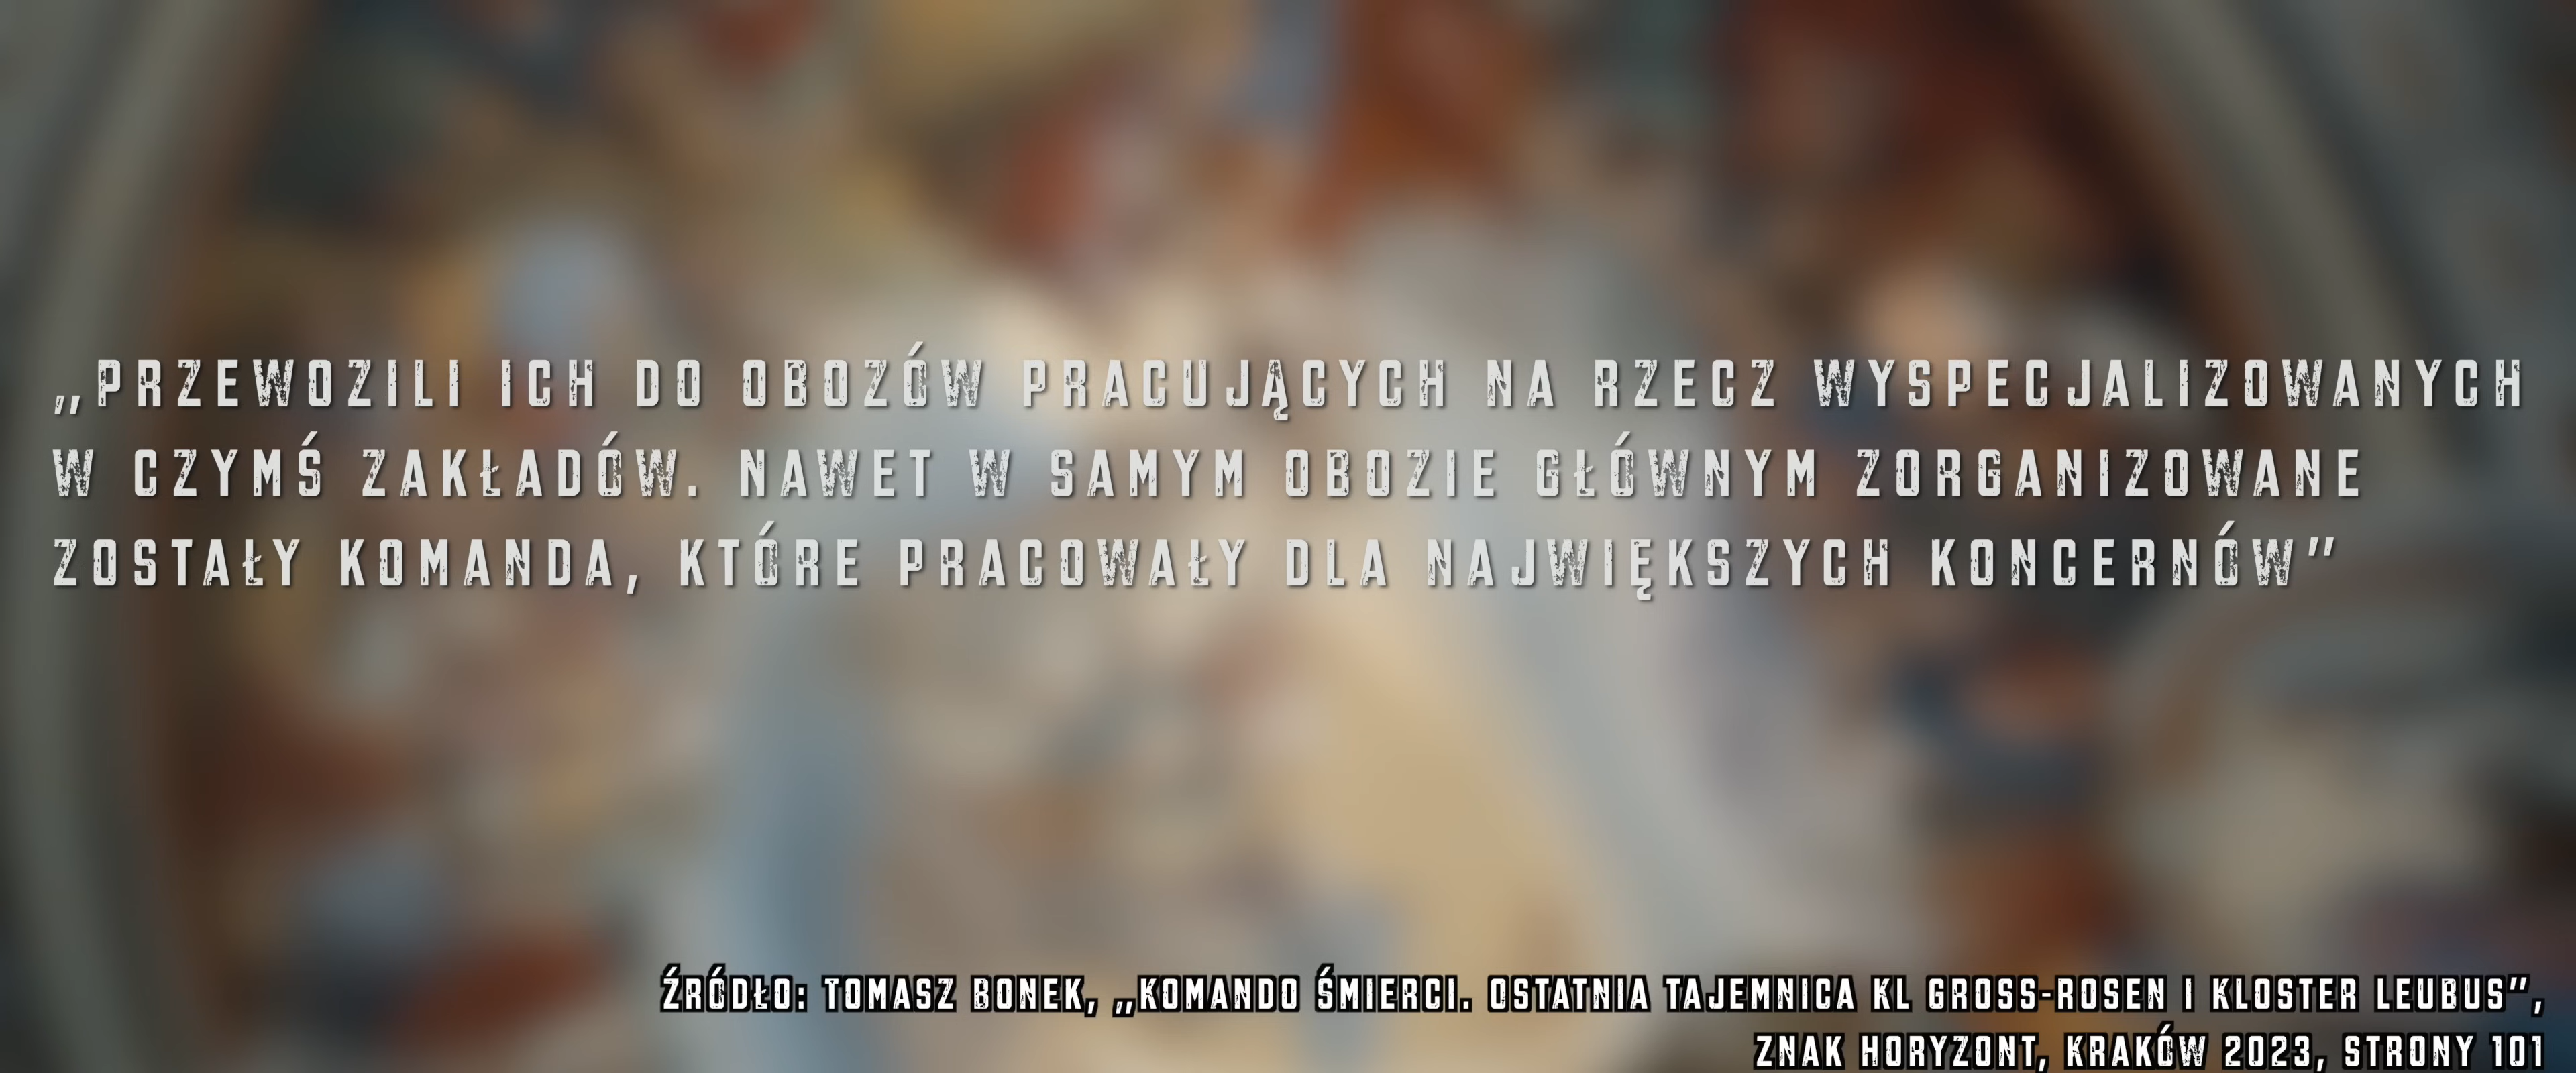 „PRZEWOZILI ICH DO OBOZÓW PRACUJĄCYCH NA RZECZ WYSPECJALIZOWANYCH
W CZYMŚ ZAKŁADÓW. NAWET W SAMYM OBOZIE GŁÓWNYM ZORGANIZOWANE
ZOSTAŁY KOMANDA, KTÓRE PRACOWAŁY DLA NAJWIĘKSZYCH KONCERNÓW”
ŹRÓDŁO: TOMASZ BONEK, „KOMANDO ŚMIERCI. OSTATNIA TAJEMNICA KL GROSS-ROSEN I KLOSTER LEUBUS”,
ZNAK HORYZONT, KRAKÓW 2023, STRONY 101